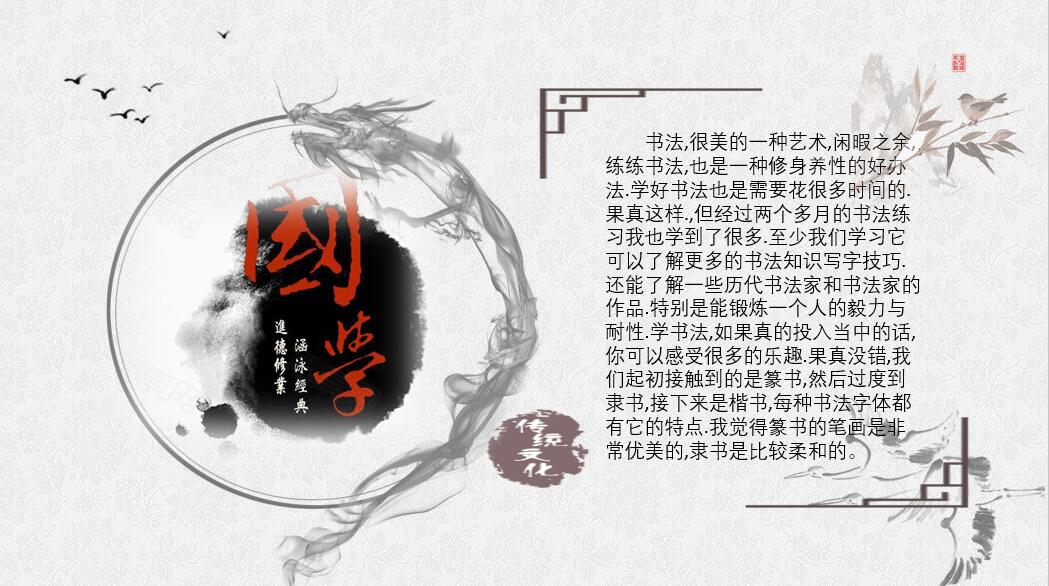 國
學
涵泳經典
進德修業
传统
文化
书法,很美的一种艺术,闲暇之余,
练练书法,也是一种修身养性的好办
法.学好书法也是需要花很多时间的.
果真这样.,但经过两个多月的书法练
习我也学到了很多.至少我们学习它
可以了解更多的书法知识写字技巧.
还能了解一些历代书法家和书法家的
作品.特别是能锻炼一个人的毅力与
耐性.学书法,如果真的投入当中的话,
你可以感受很多的乐趣.果真没错,我
们起初接触到的是篆书,然后过度到
隶书,接下来是楷书,每种书法字体都
有它的特点.我觉得篆书的笔画是非
常优美的,隶书是比较柔和的。